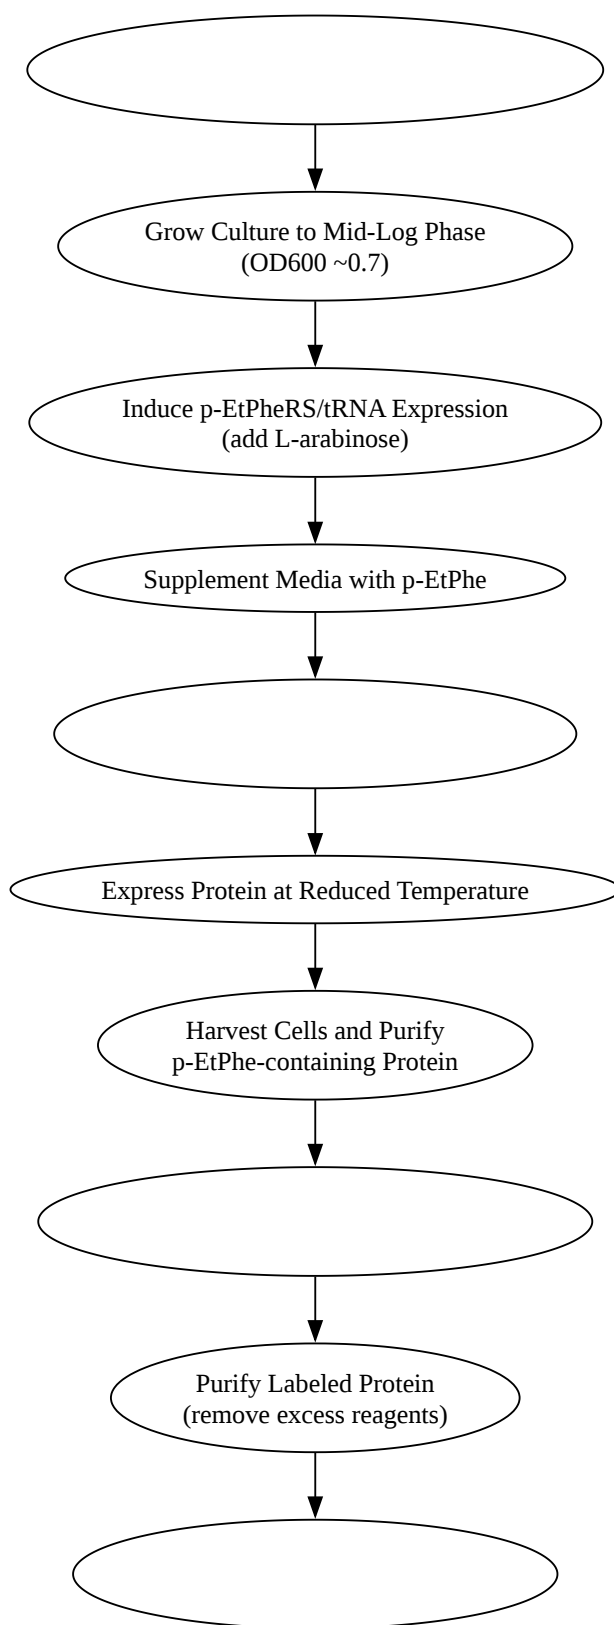 Grow Culture to Mid-Log Phase
(OD600 ~0.7)
Induce p-EtPheRS/tRNA Expression
(add L-arabinose)
Supplement Media with p-EtPhe
Express Protein at Reduced Temperature
Harvest Cells and Purify
p-EtPhe-containing Protein
Purify Labeled Protein
(remove excess reagents)